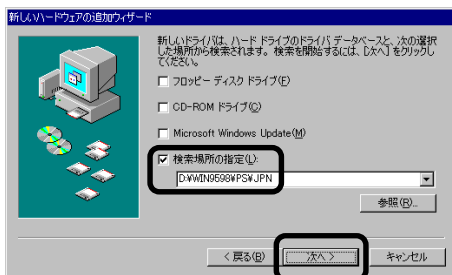 新しいハードウェアの追加ウィザード
新しいドライバは、ハード ドライブのドライバ データベースと、次の選択
した場所から検索されます。検索を開始するには、[次へ] をクリックし
てください。
フロッピー ディスク ドライブ(F)
CD-ROM ドライブ(C)
Microsoft Windows Update(M)
検索場所の指定(L):
D:¥WIN9598¥PS¥JPN
参照(R)...
< 戻る(B)
次へ >
キャンセル